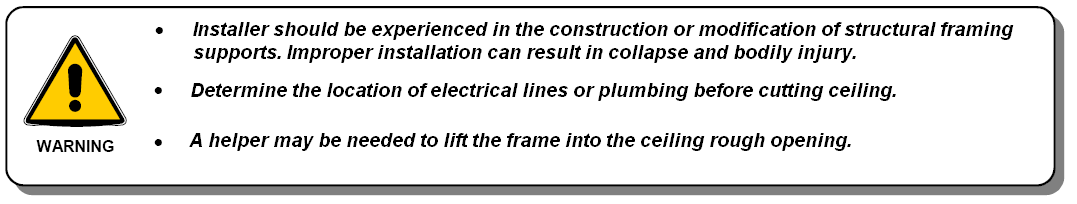 WARNING
• Installer should be experienced in the construction or modification of structural framing
supports. Improper installation can result in collapse and bodily injury.
• Determine the location of electrical lines or plumbing before cutting ceiling.
• A helper may be needed to lift the frame into the ceiling rough opening.